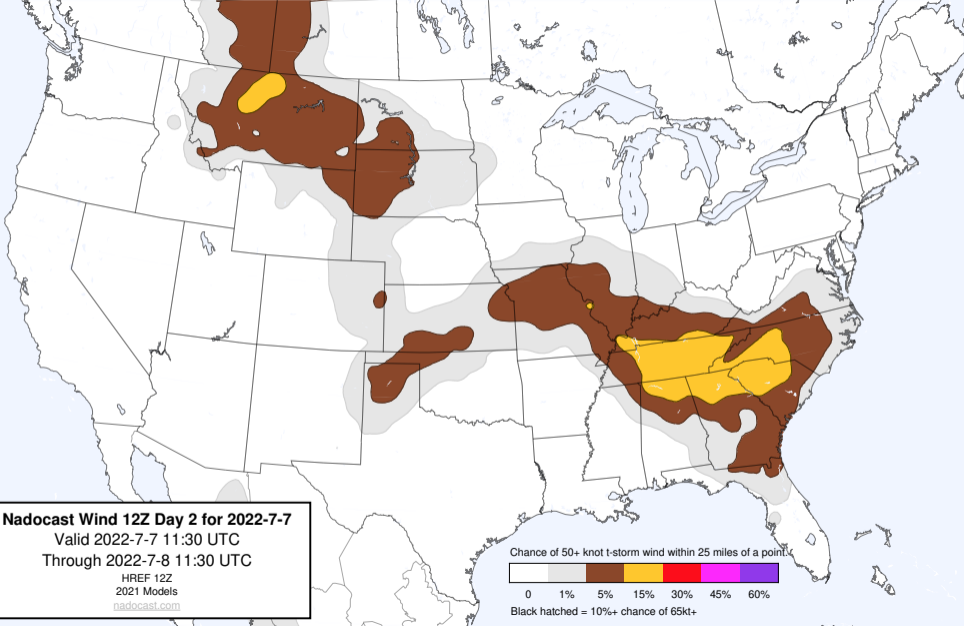 Nadocast Wind 12Z Day 2 for 2022-7-7
Valid 2022-7-7 11:30 UTC
Through 2022-7-8 11:30 UTC
HREF 12Z
2021 Models
nadocast.com
Chance of 50+ knot t-storm wind within 25 miles of a point.
0 1% 5% 15% 30% 45% 60%
Black hatched = 10%+ chance of 65kt+